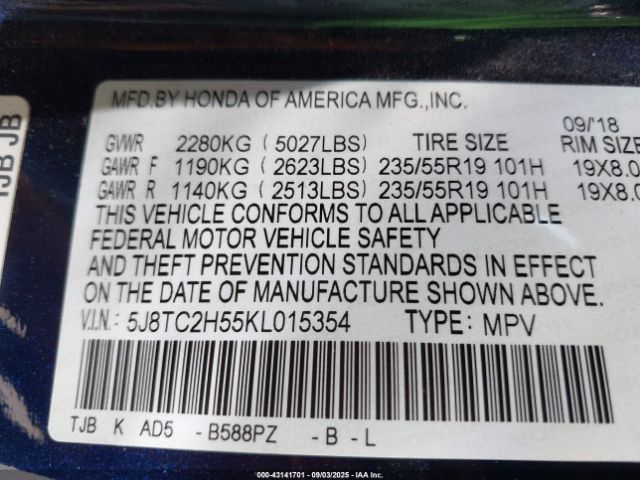 MFD.BY HONDA OF AMERICA MFG.,INC.
09/'18
GVWR 2280KG (5027LBS) TIRE SIZE RIM SIZE
GAWR F 1190KG (2623LBS) 235/55R19 101H 19X8.0
GAWR R 1140KG (2513LBS) 235/55R19 101H 19X8.0
THIS VEHICLE CONFORMS TO ALL APPLICABLE
FEDERAL MOTOR VEHICLE SAFETY
AND THEFT PREVENTION STANDARDS IN EFFECT
ON THE DATE OF MANUFACTURE SHOWN ABOVE.
V.I.N.: 5J8TC2H55KL015354 TYPE: MPV
TJB K AD5 -B588PZ -B-L
TJB JB
000-43141701 - 09/03/2025 - IAA Inc.